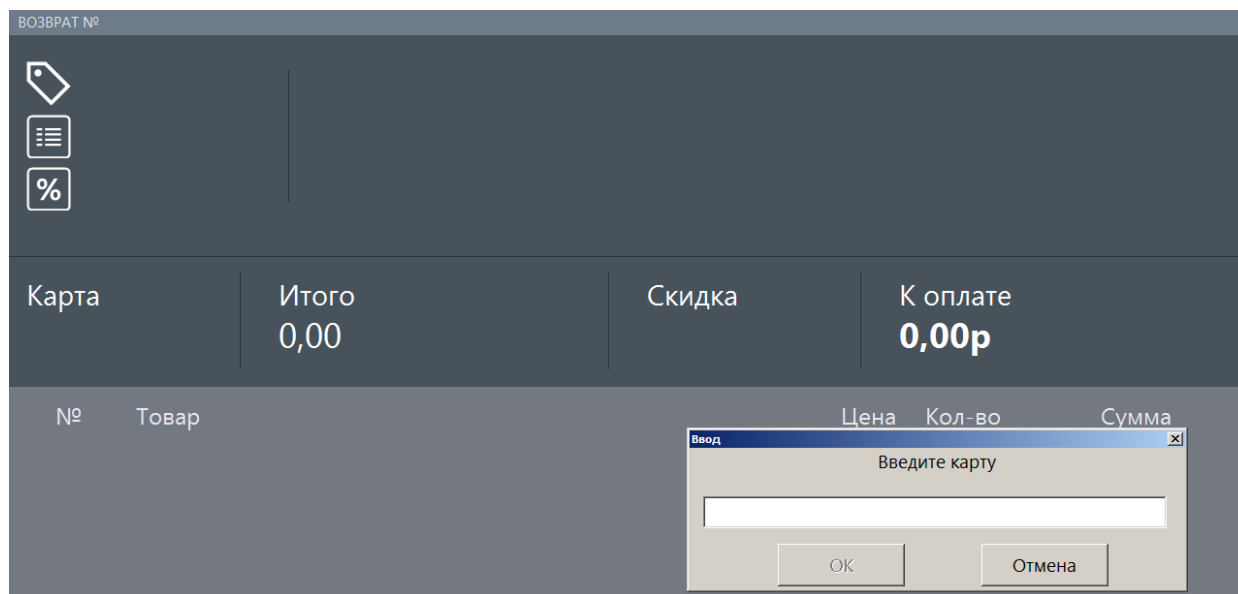 ВОЗВРАТ №
%
Карта Итого Скидка К оплате
0,00 0,00р
№ Товар Цена Кол-во Сумма
Ввод
Введите карту
OK Отмена